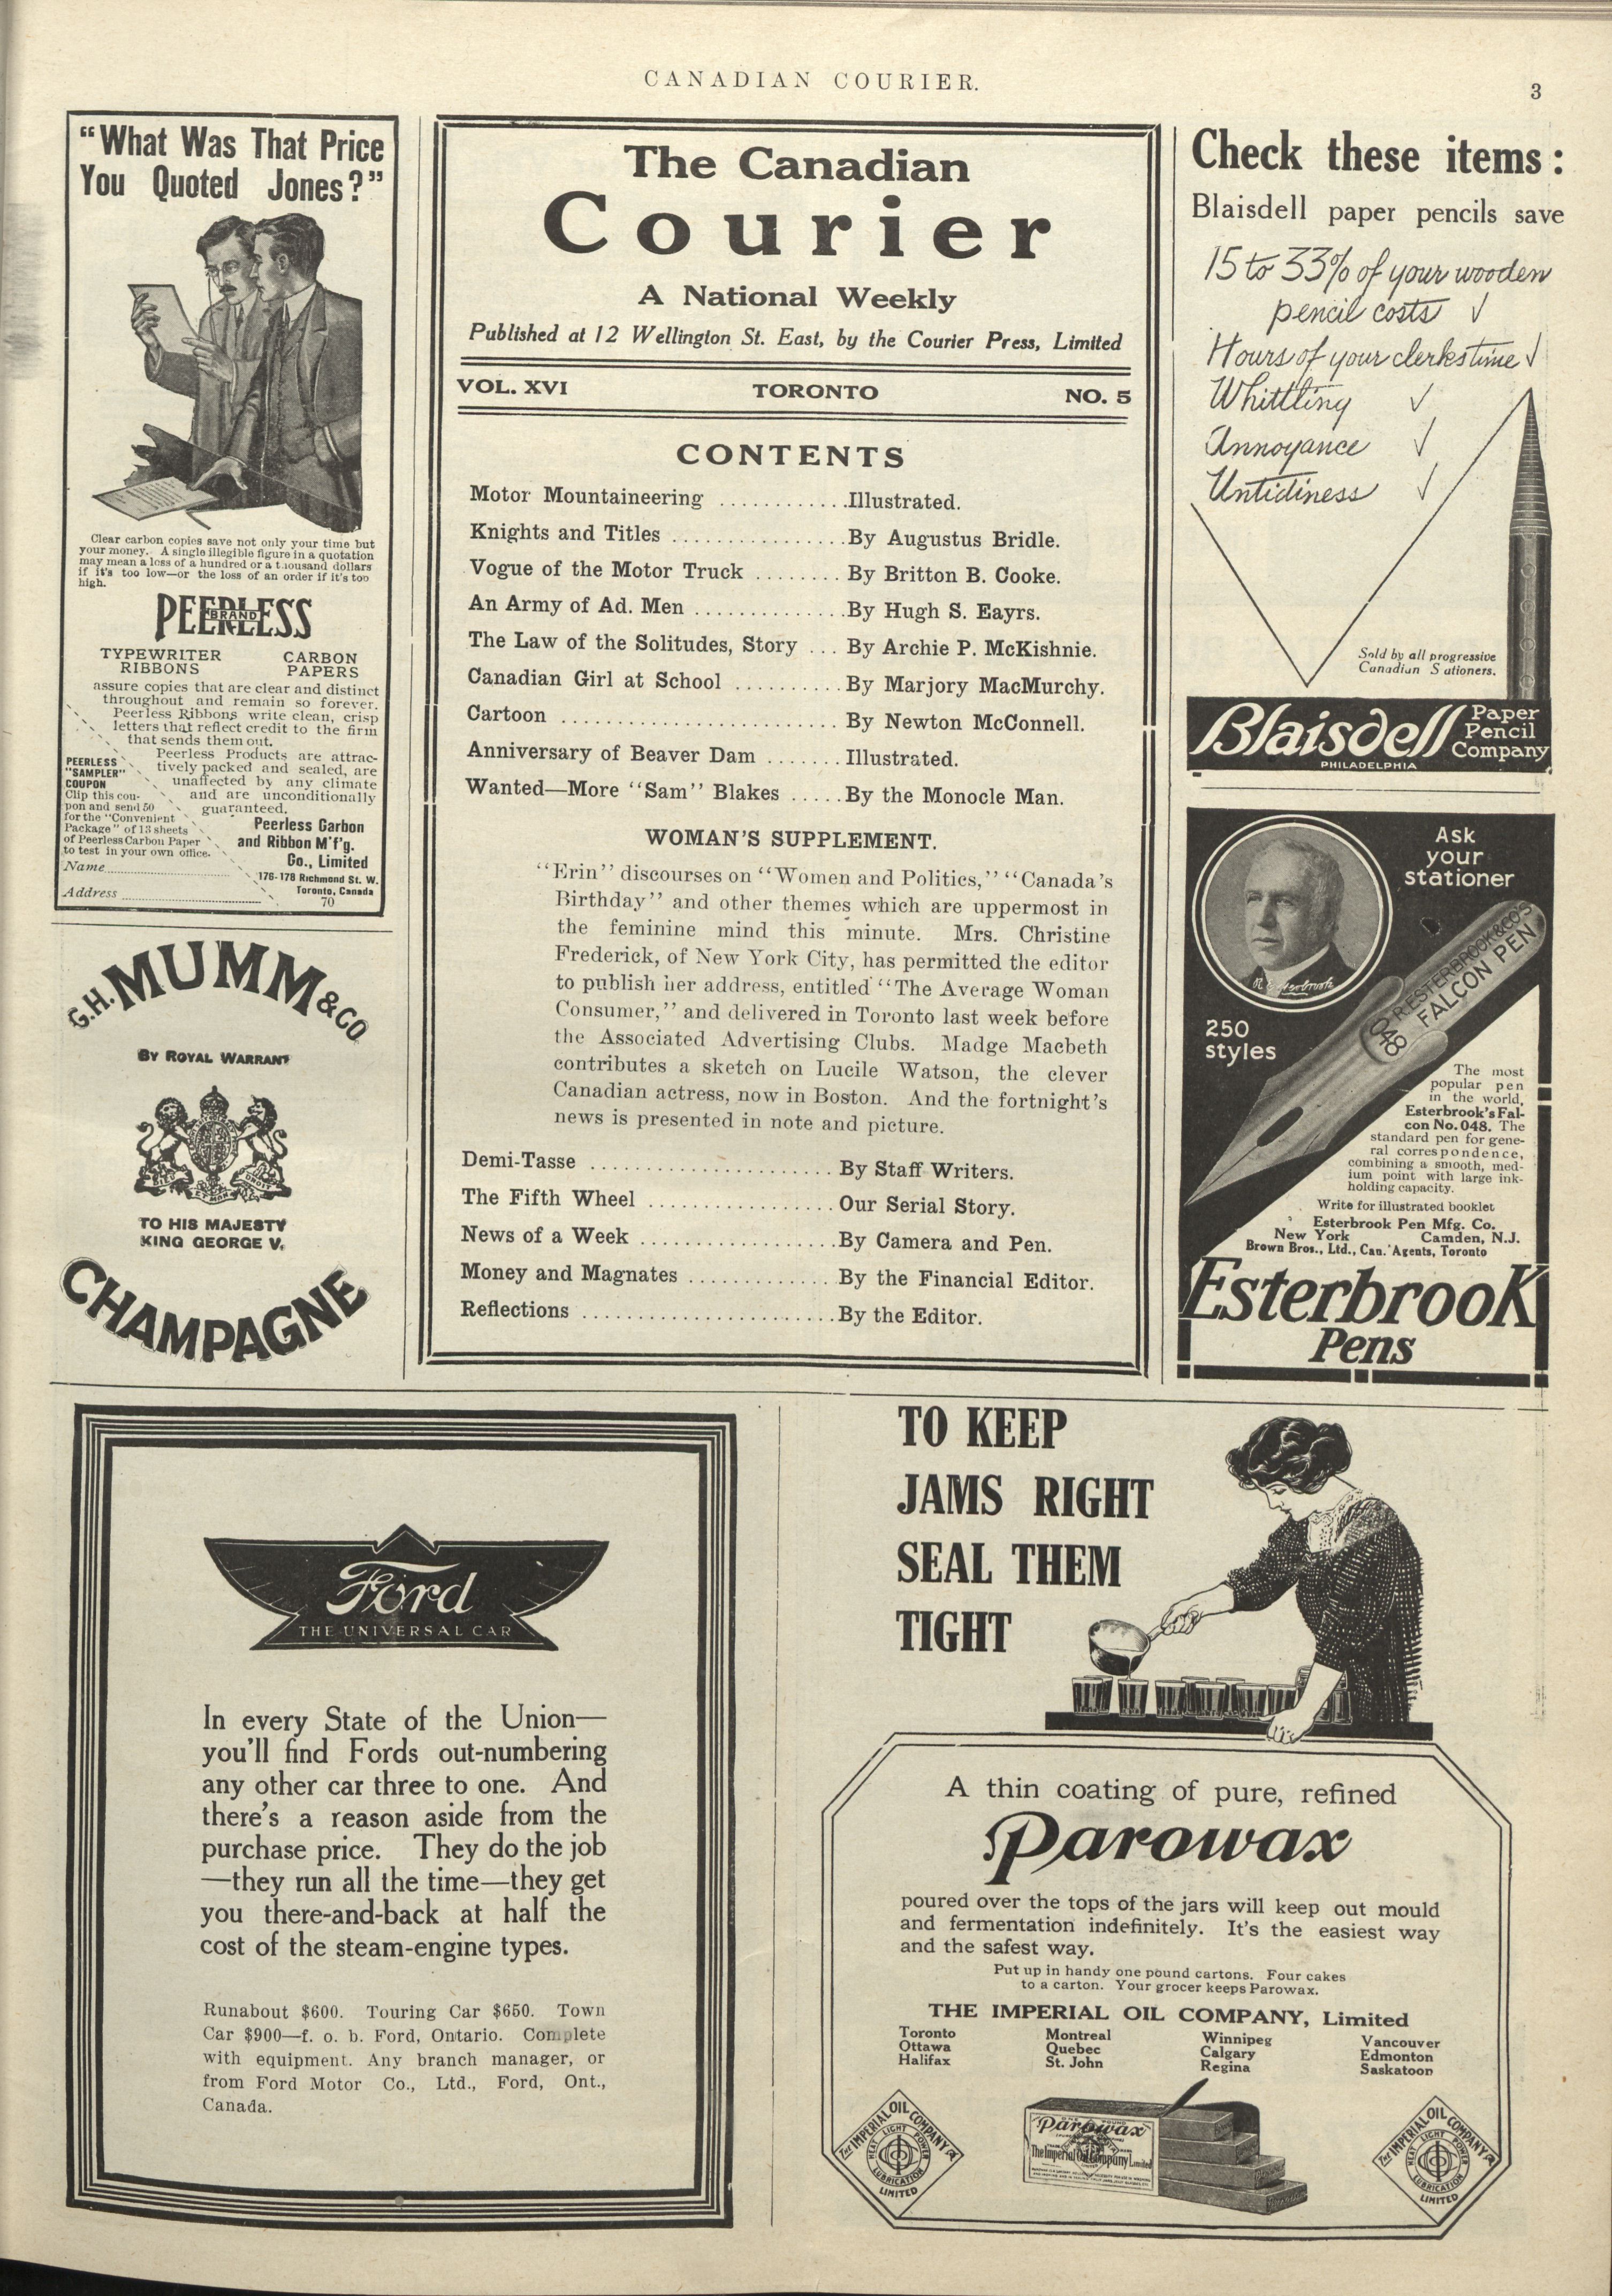 CANADIAN COURIER.
3
"What Was That Price
You Quoted Jones?"
Clear carbon copies save not only your time but
your money. A single illegible figure in a quotation
may mean a loss of a hundred or a thousand dollars
if it's too low—or the loss of an order if it's too
high.
PEERLESS
BRAND
TYPEWRITER RIBBONS
CARBON PAPERS
assure copies that are clear and distinct
throughout and remain so forever.
Peerless Ribbons write clean, crisp
letters that reflect credit to the firm
that sends them out.
Peerless Products are attrac-
tively packed and sealed, are
unaffected by any climate
and are unconditionally
guaranteed.
PEERLESS
"SAMPLER"
COUPON
Clip this cou-
pon and send 50
for the "Convenient
Package" of 13 sheets
of Peerless Carbon Paper
to test in your own office.
Name
Address
Peerless Carbon
and Ribbon M'f'g.
Co., Limited
176-178 Richmond St. W.
Toronto, Canada
70
G.H. MUMM & CO
BY ROYAL WARRANT
TO HIS MAJESTY
KING GEORGE V.
CHAMPAGNE
The Canadian
Courier
A National Weekly
Published at 12 Wellington St. East, by the Courier Press, Limited
VOL. XVI TORONTO NO. 5
CONTENTS
Motor Mountaineering ............Illustrated.
Knights and Titles ................By Augustus Bridle.
Vogue of the Motor Truck ........ By Britton B. Cooke.
An Army of Ad. Men ..............By Hugh S. Eayrs.
The Law of the Solitudes, Story ... By Archie P. McKishnie.
Canadian Girl at School ..........By Marjory MacMurchy.
Cartoon ......................... By Newton McConnell.
Anniversary of Beaver Dam ....... Illustrated.
Wanted—More "Sam" Blakes .....By the Monocle Man.
WOMAN'S SUPPLEMENT.
"Erin" discourses on "Women and Politics," "Canada's
Birthday" and other themes which are uppermost in
the feminine mind this minute. Mrs. Christine
Frederick, of New York City, has permitted the editor
to publish her address, entitled "The Average Woman
Consumer," and delivered in Toronto last week before
the Associated Advertising Clubs. Madge Macbeth
contributes a sketch on Lucile Watson, the clever
Canadian actress, now in Boston. And the fortnight's
news is presented in note and picture.
Demi-Tasse ...................... By Staff Writers.
The Fifth Wheel .................Our Serial Story.
News of a Week ..................By Camera and Pen.
Money and Magnates ............. By the Financial Editor.
Reflections .......................By the Editor.
Check these items:
Blaisdell paper pencils save
15 to 33% of your wooden
pencil costs ✓
Hours of your clerks time ✓
Whittling ✓
Annoyance ✓
Untidiness ✓
Sold by all progressive
Canadian Stationers.
Blaisdell Paper Pencil Company
PHILADELPHIA
Ask
your
stationer
250
styles
R. ESTERBROOK & CO'S
FALCON PEN
048
The most
popular pen
in the world,
Esterbrook's Fal-
con No. 048. The
standard pen for gene-
ral correspondence,
combining a smooth, med-
ium point with large ink-
holding capacity.
Write for illustrated booklet
Esterbrook Pen Mfg. Co.
New York Camden, N.J.
Brown Bros., Ltd., Can. Agents, Toronto
Esterbrook
Pens
Ford
THE UNIVERSAL CAR
In every State of the Union—
you'll find Fords out-numbering
any other car three to one. And
there's a reason aside from the
purchase price. They do the job
—they run all the time—they get
you there-and-back at half the
cost of the steam-engine types.
Runabout $600. Touring Car $650. Town
Car $900—f. o. b. Ford, Ontario. Complete
with equipment. Any branch manager, or
from Ford Motor Co., Ltd., Ford, Ont.,
Canada.
TO KEEP
JAMS RIGHT
SEAL THEM
TIGHT
A thin coating of pure, refined
Parowax
poured over the tops of the jars will keep out mould
and fermentation indefinitely. It's the easiest way
and the safest way.
Put up in handy one pound cartons. Four cakes
to a carton. Your grocer keeps Parowax.
THE IMPERIAL OIL COMPANY, Limited
Toronto Montreal Winnipeg Vancouver
Ottawa Quebec Calgary Edmonton
Halifax St. John Regina Saskatoon
THE IMPERIAL OIL COMPANY
HEAT LIGHT POWER
LUBRICATION
LIMITED
Parowax
The Imperial Oil Company Limited
THE IMPERIAL OIL COMPANY
HEAT LIGHT POWER
LUBRICATION
LIMITED